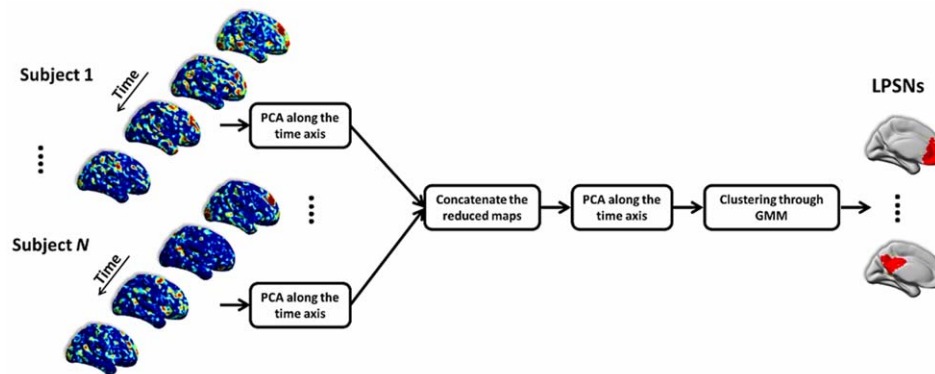 Subject 1
Time
PCA along the
time axis
Subject N
Time
PCA along the
time axis
Concatenate the
reduced maps
PCA along the
time axis
Clustering through
GMM
LPSNs